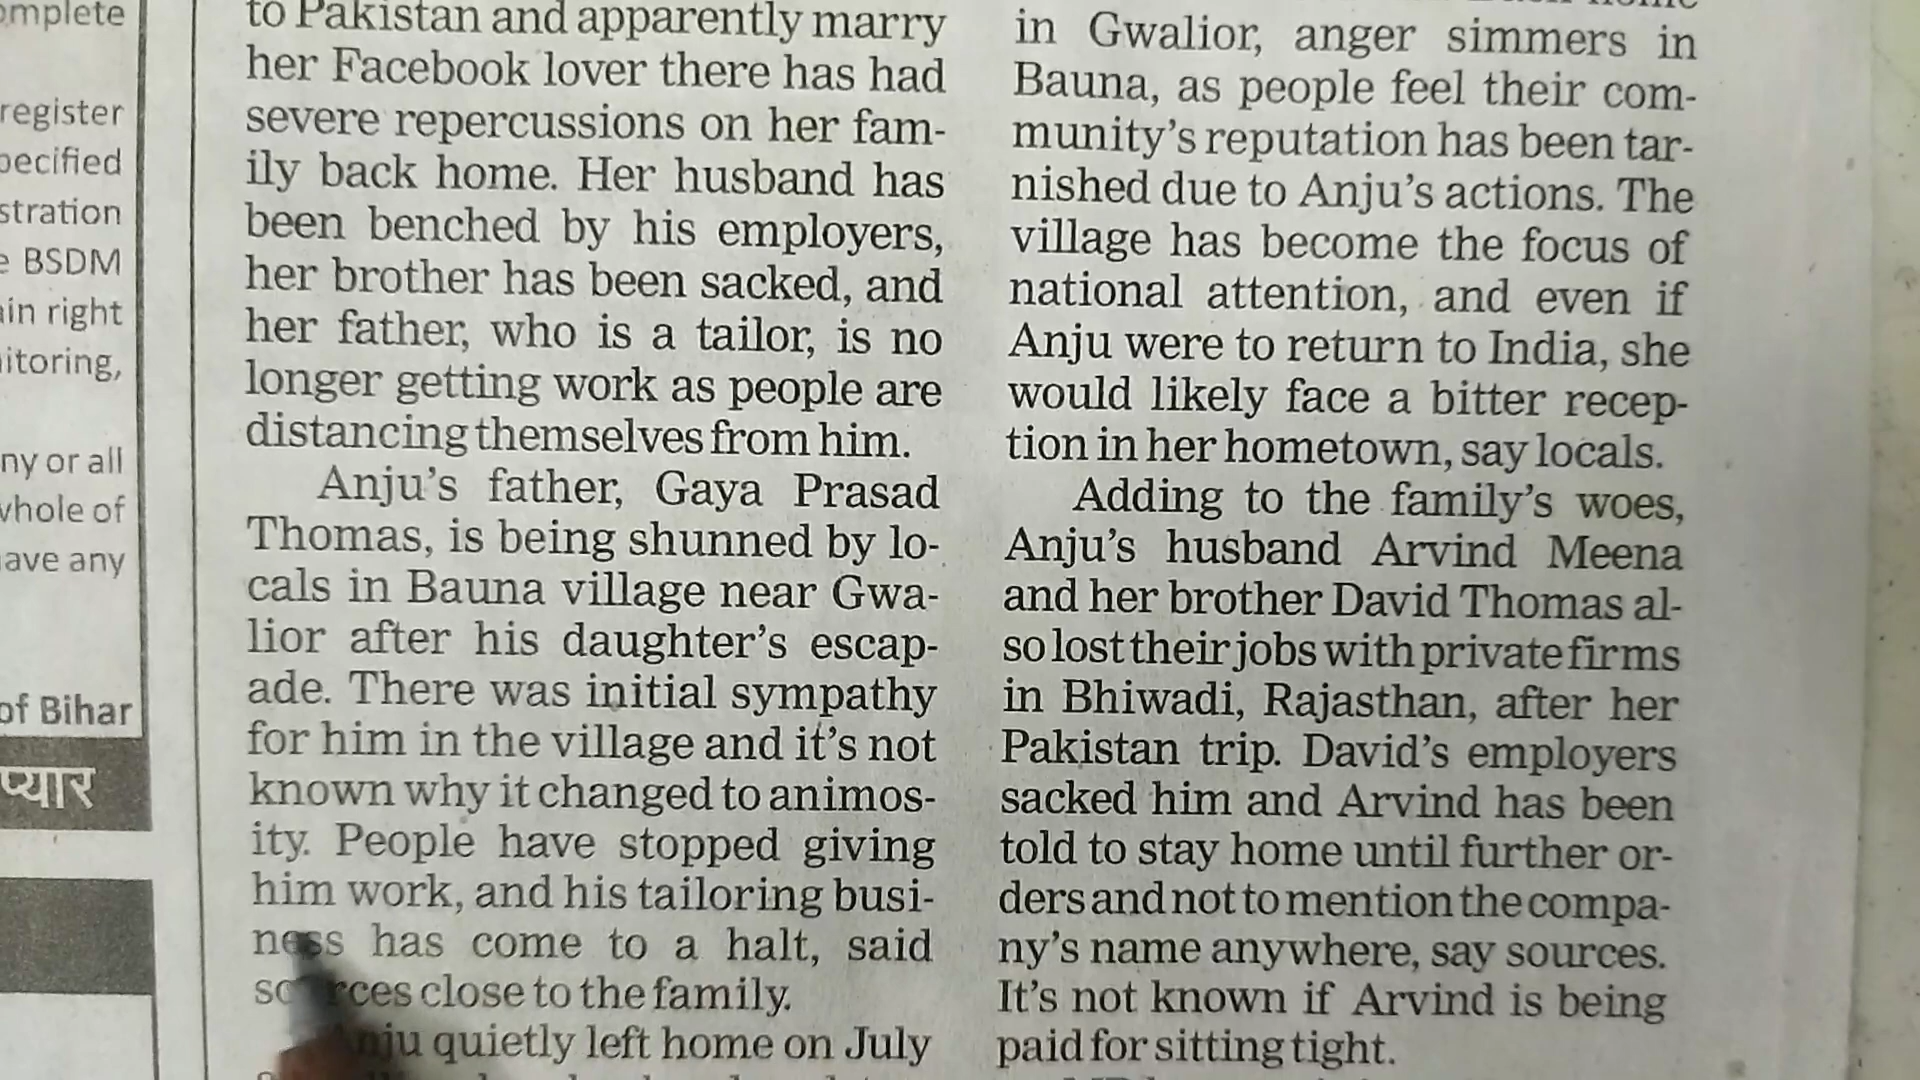 omplete
register
pecified
stration
e BSDM
ain right
itoring,
ny or all
whole of
have any
of Bihar
प्यार
to Pakistan and apparently marry
her Facebook lover there has had
severe repercussions on her fam-
ily back home. Her husband has
been benched by his employers,
her brother has been sacked, and
her father, who is a tailor, is no
longer getting work as people are
distancing themselves from him.
Anju's father, Gaya Prasad
Thomas, is being shunned by lo-
cals in Bauna village near Gwa-
lior after his daughter's escap-
ade. There was initial sympathy
for him in the village and it's not
known why it changed to animos-
ity. People have stopped giving
him work, and his tailoring busi-
ness has come to a halt, said
sources close to the family.
Anju quietly left home on July
in Gwalior, anger simmers in
Bauna, as people feel their com-
munity's reputation has been tar-
nished due to Anju's actions. The
village has become the focus of
national attention, and even if
Anju were to return to India, she
would likely face a bitter recep-
tion in her hometown, say locals.
Adding to the family's woes,
Anju's husband Arvind Meena
and her brother David Thomas al-
so lost their jobs with private firms
in Bhiwadi, Rajasthan, after her
Pakistan trip. David's employers
sacked him and Arvind has been
told to stay home until further or-
ders and not to mention the compa-
ny's name anywhere, say sources.
It's not known if Arvind is being
paid for sitting tight.